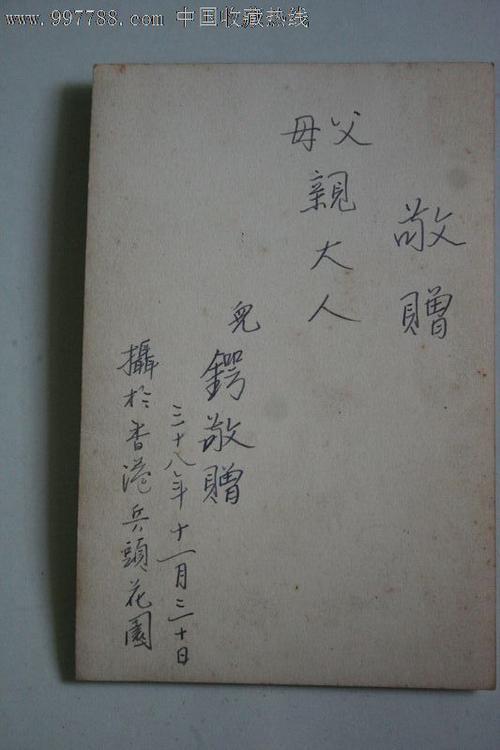 www.997788.com 中国收藏热线
敬贈
父母親大人
兒鍔敬贈
三十八年十一月三十日
攝於香港兵頭花園